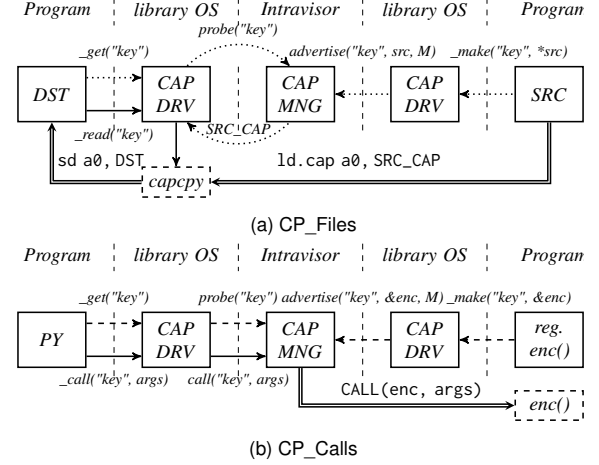 Program library OS Intravisor library OS Program
probe("key")
_get("key") advertise("key", src, M) _make("key", *src)
DST CAP DRV CAP MNG CAP DRV SRC
_read("key") SRC_CAP
sd a0, DST ld.cap a0, SRC_CAP
capcpy
(a) CP_Files
Program library OS Intravisor library OS Program
_get("key") probe("key") advertise("key", &enc, M) _make("key", &enc)
PY CAP DRV CAP MNG CAP DRV reg. enc()
_call("key", args) call("key", args)
CALL(enc, args) enc()
(b) CP_Calls